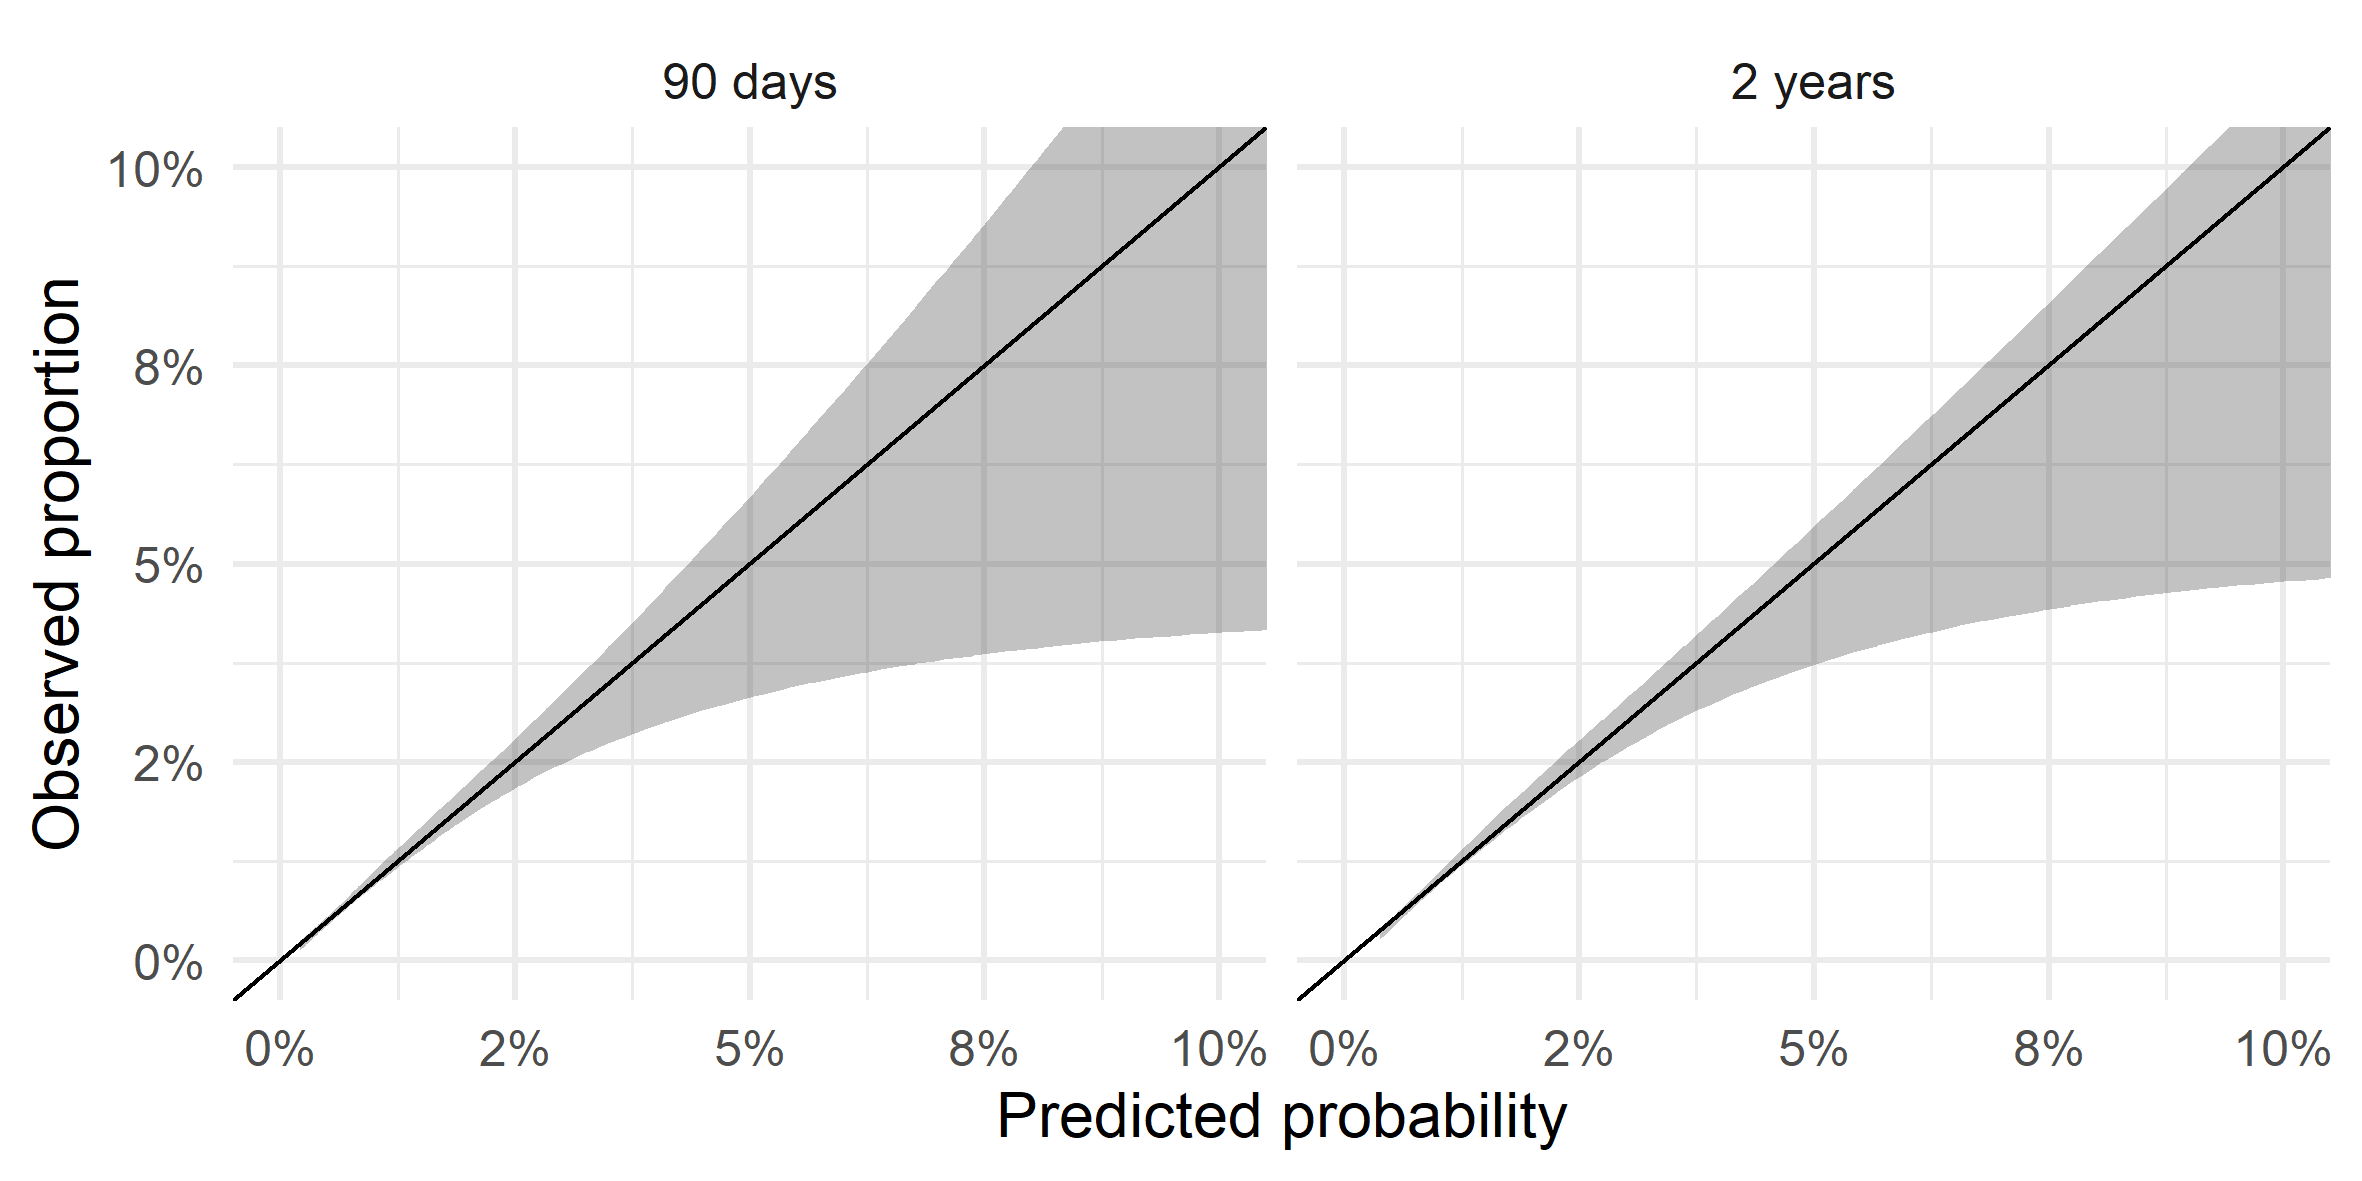 90 days
2 years
Observed proportion
10%
8%
5%
2%
0%
0% 2% 5% 8% 10%
0% 2% 5% 8% 10%
Predicted probability